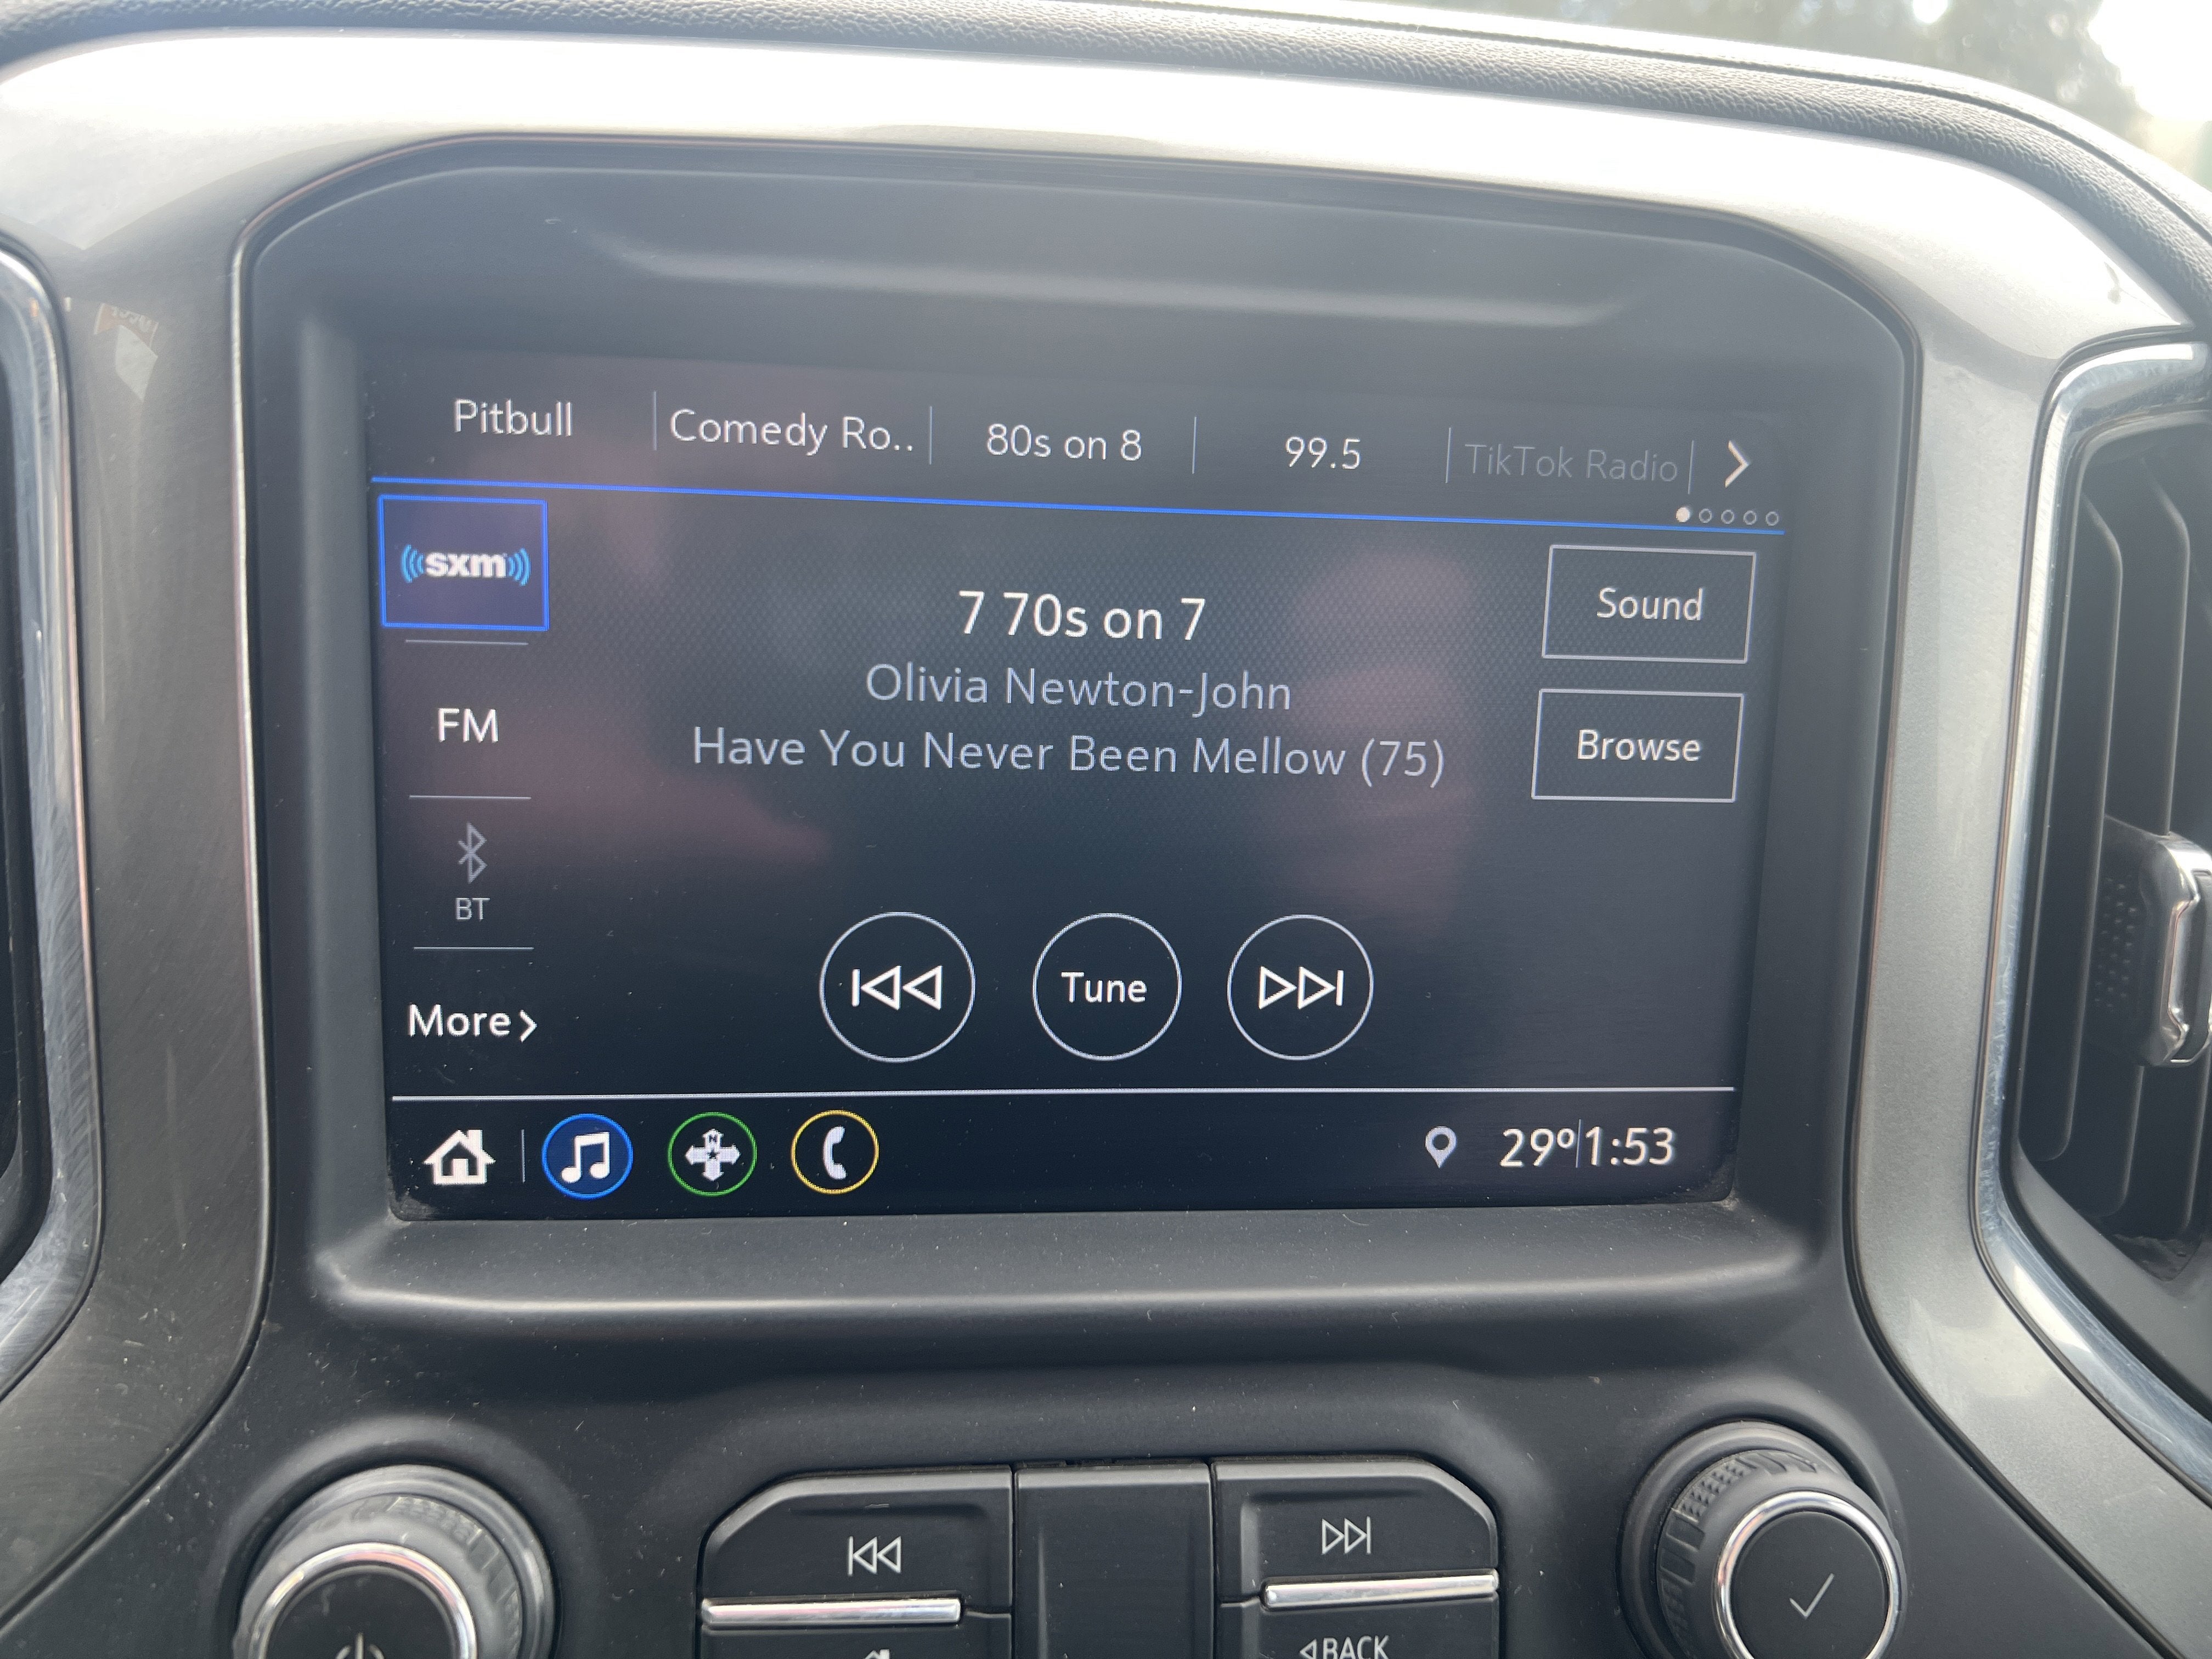 Pitbull
Comedy Ro..
80s on 8
99.5
TikTok Radio
sxm
7 70s on 7
Sound
Olivia Newton-John
FM
Have You Never Been Mellow (75)
Browse
BT
More
Tune
N
29° 1:53
BACK